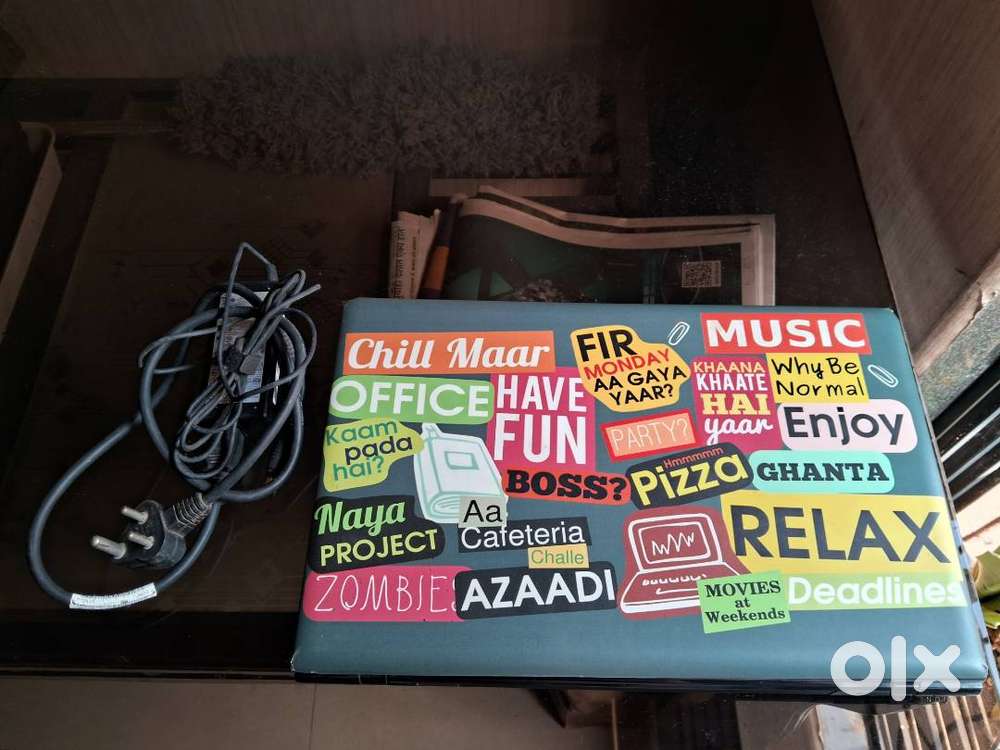 Chill Maar
FIR
MONDAY
AA GAYA
YAAR?
MUSIC
OFFICE
HAVE
FUN
KHAANA
KHAATE
HAI
yaar
Why Be
Normal
Kaam
pada
hai?
PARTY?
Enjoy
BOSS?
Hmmmmm
Pizza
GHANTA
Naya
PROJECT
Aa
Cafeteria
Challe
RELAX
ZOMBIE
AZAADI
MOVIES
at
Weekends
Deadlines
olx